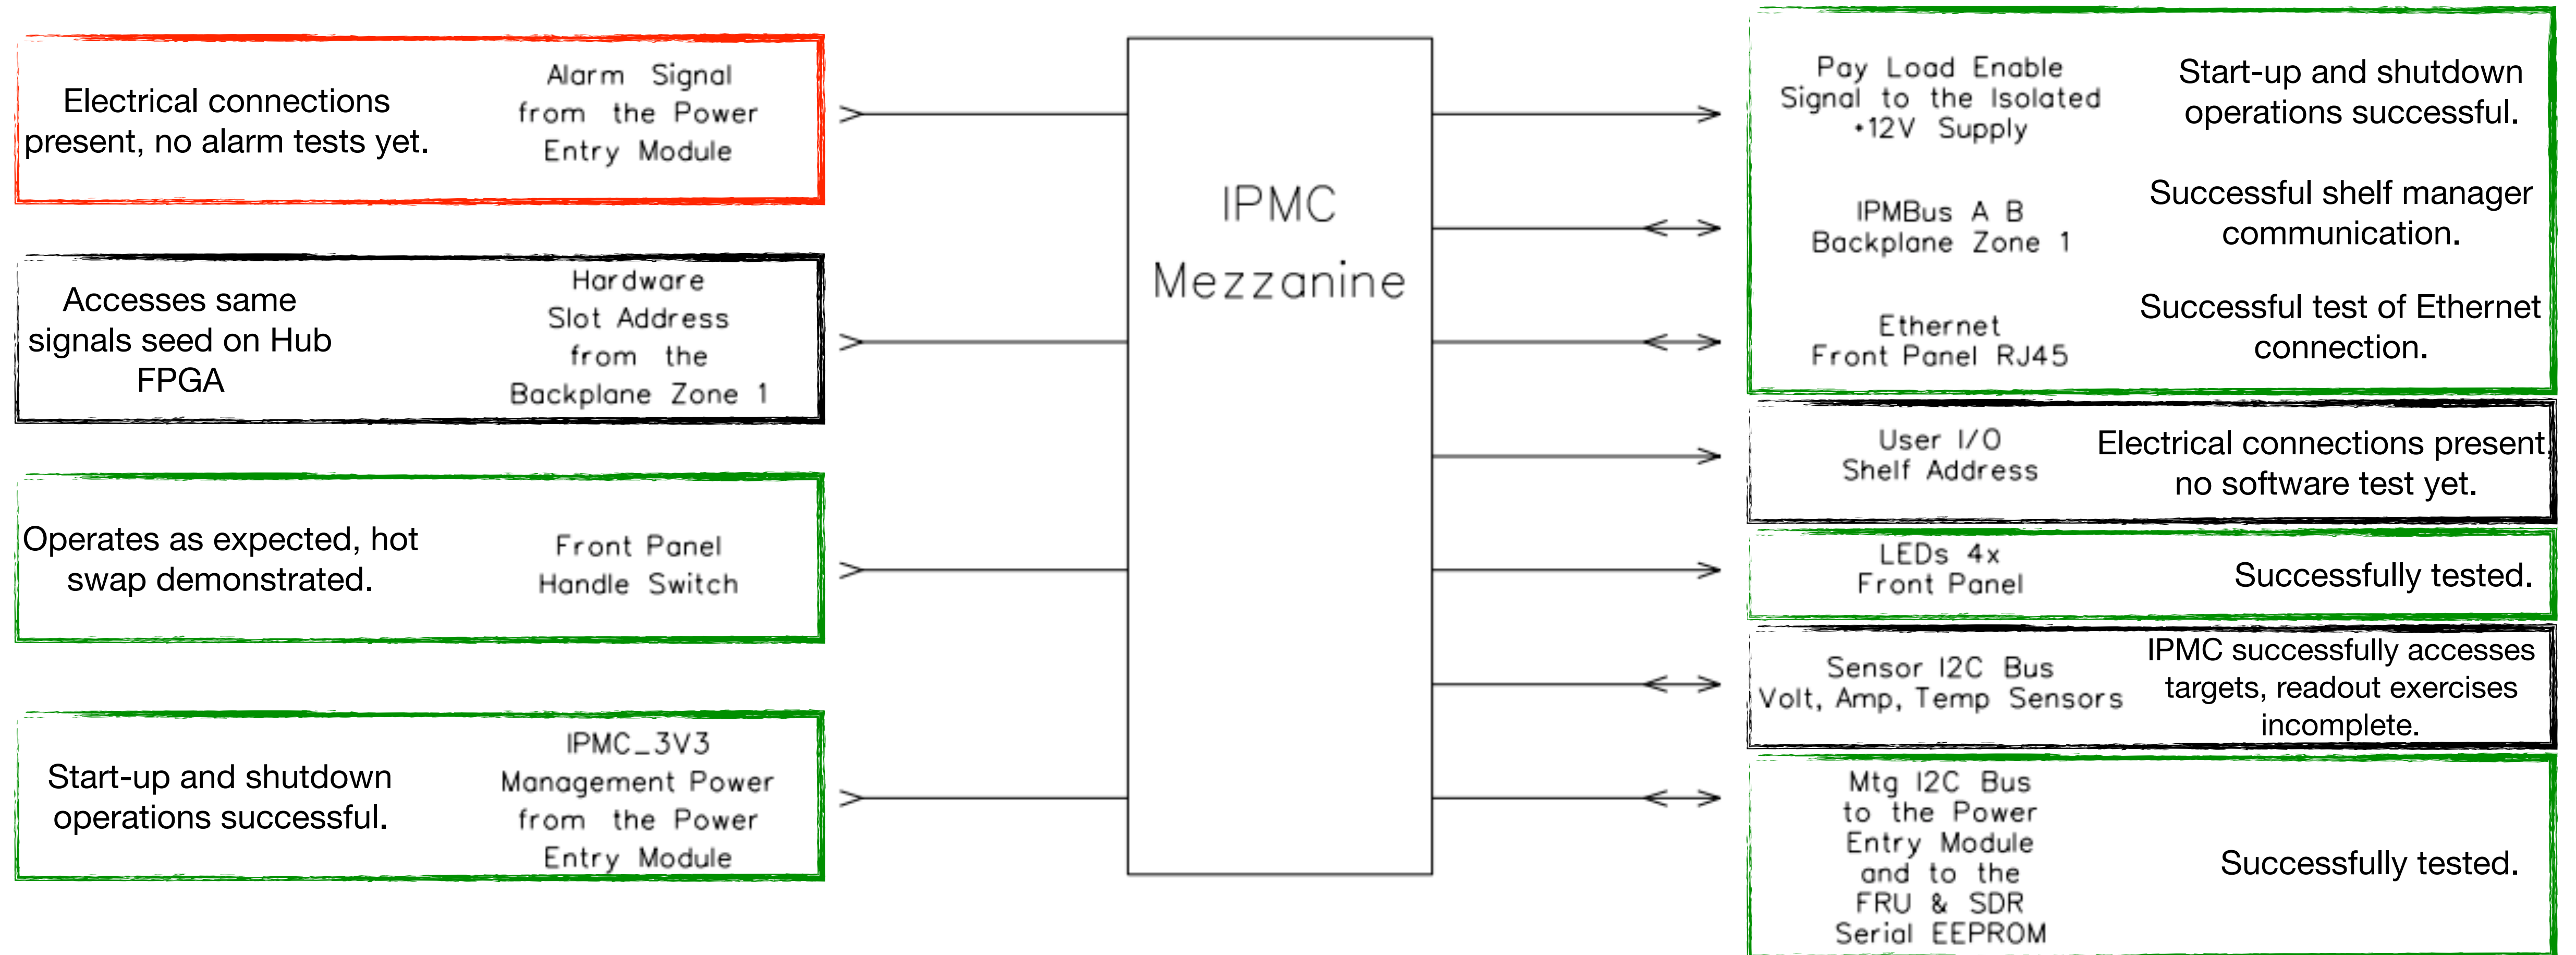 Electrical connections
present, no alarm tests yet.
Alarm Signal
from the Power
Entry Module
Accesses same
signals seed on Hub
FPGA
Hardware
Slot Address
from the
Backplane Zone 1
Operates as expected, hot
swap demonstrated.
Front Panel
Handle Switch
Start-up and shutdown
operations successful.
IPMC_3V3
Management Power
from the Power
Entry Module
IPMC
Mezzanine
Pay Load Enable
Signal to the Isolated
+12V Supply
Start-up and shutdown
operations successful.
IPMBus A B
Backplane Zone 1
Successful shelf manager
communication.
Ethernet
Front Panel RJ45
Successful test of Ethernet
connection.
User I/O
Shelf Address
Electrical connections present,
no software test yet.
LEDs 4x
Front Panel
Successfully tested.
Sensor I2C Bus
Volt, Amp, Temp Sensors
IPMC successfully accesses
targets, readout exercises
incomplete.
Mtg I2C Bus
to the Power
Entry Module
and to the
FRU & SDR
Serial EEPROM
Successfully tested.